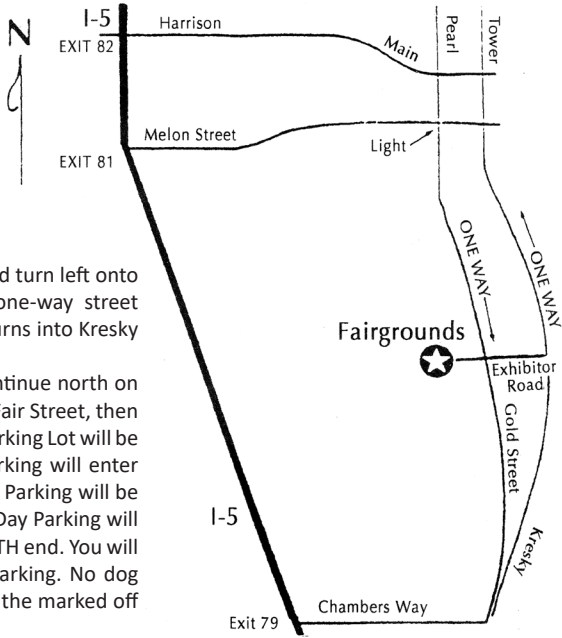 N
I-5
EXIT 82
Harrison
Main
Pearl
Tower
Melon Street
EXIT 81
Light
ONE WAY
ONE WAY
Fairgrounds
Exhibitor
Road
Gold Street
Kresky
I-5
Chambers Way
Exit 79
d turn left onto
one-way street
urns into Kresky
ntinue north on
Fair Street, then
rking Lot will be
rking will enter
Parking will be
Day Parking will
TH end. You will
arking. No dog
the marked off